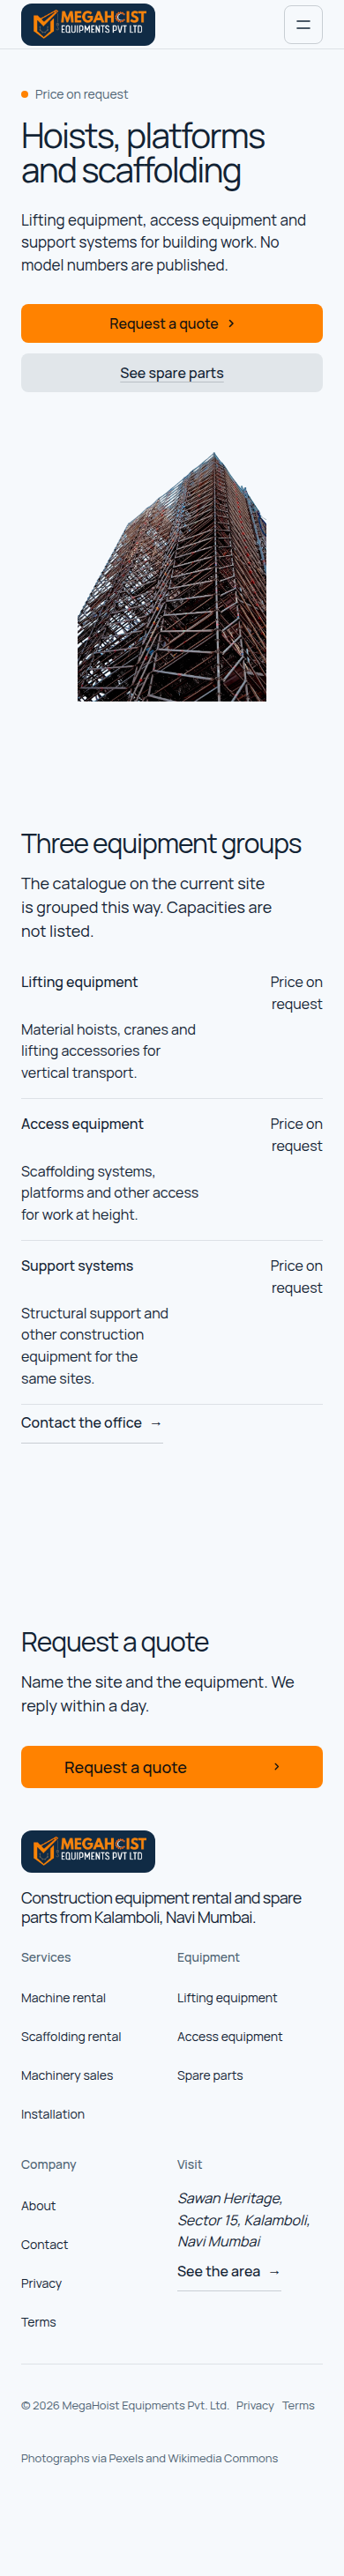 MEGAHOIST
EQUIPMENTS PVT LTD
Price on request
Hoists, platforms
and scaffolding
Lifting equipment, access equipment and
support systems for building work. No
model numbers are published.
Request a quote ›
See spare parts
Three equipment groups
The catalogue on the current site
is grouped this way. Capacities are
not listed.
Lifting equipment
Price on
request
Material hoists, cranes and
lifting accessories for
vertical transport.
Access equipment
Price on
request
Scaffolding systems,
platforms and other access
for work at height.
Support systems
Price on
request
Structural support and
other construction
equipment for the
same sites.
Contact the office →
Request a quote
Name the site and the equipment. We
reply within a day.
Request a quote ›
MEGAHOIST
EQUIPMENTS PVT LTD
Construction equipment rental and spare
parts from Kalamboli, Navi Mumbai.
Services
Machine rental
Scaffolding rental
Machinery sales
Installation
Equipment
Lifting equipment
Access equipment
Spare parts
Company
About
Contact
Privacy
Terms
Visit
Sawan Heritage,
Sector 15, Kalamboli,
Navi Mumbai
See the area →
© 2026 MegaHoist Equipments Pvt. Ltd. Privacy Terms
Photographs via Pexels and Wikimedia Commons